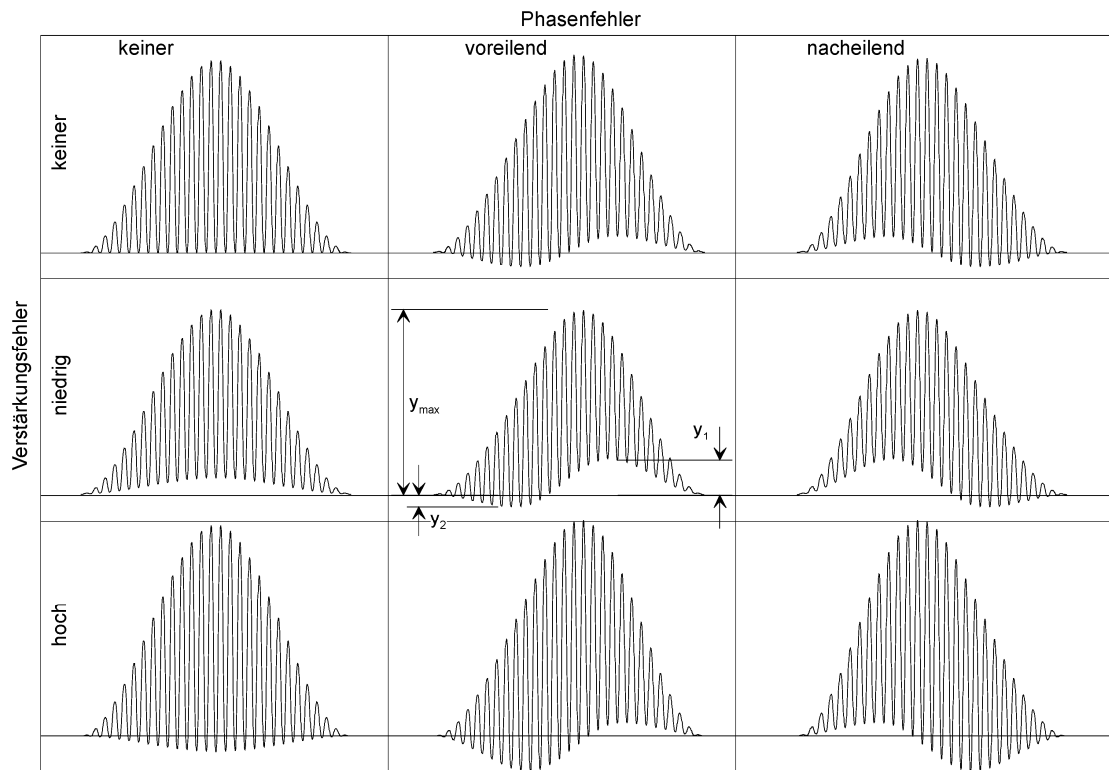 Phasenfehler
keiner
voreilend
nacheilend
Verstärkungsfehler
keiner
niedrig
hoch
ymax
y1
y2